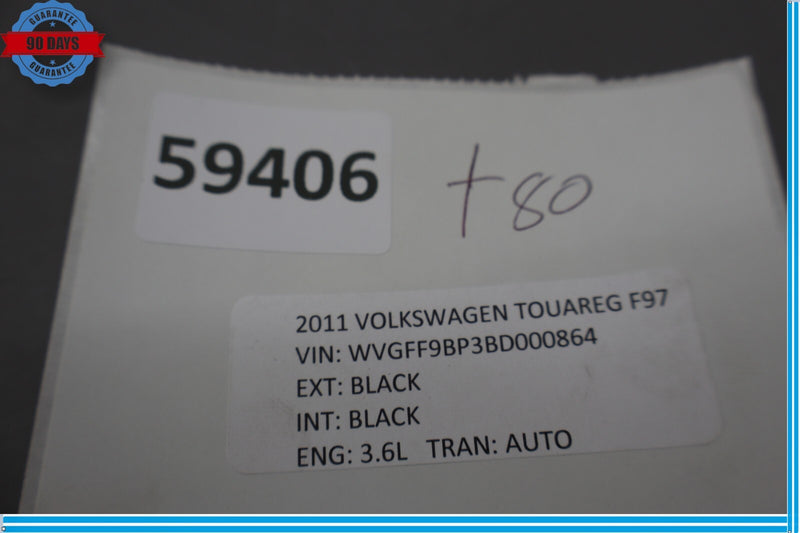 GUARANTEE
90 DAYS
GUARANTEE
59406
+80
2011 VOLKSWAGEN TOUAREG F97
VIN: WVGFF9BP3BD000864
EXT: BLACK
INT: BLACK
ENG: 3.6L TRAN: AUTO